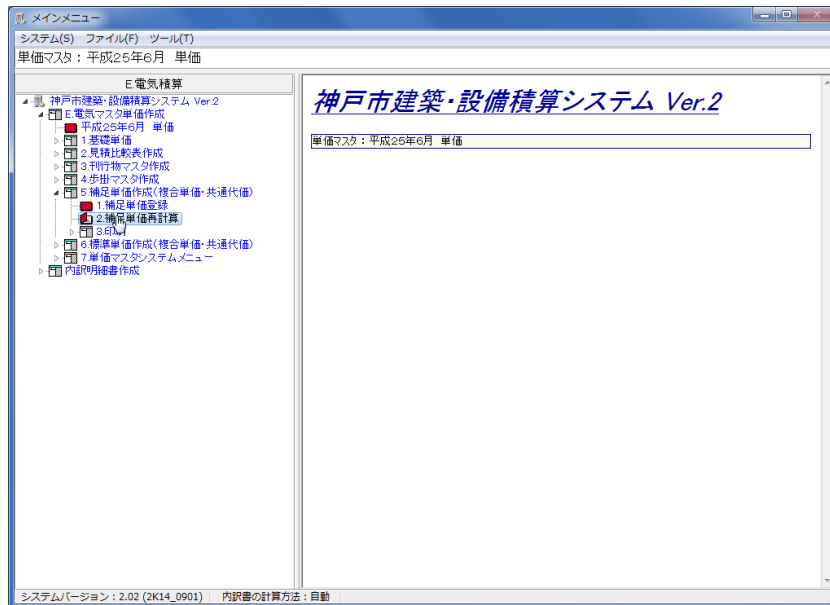 メインメニュー
システム(S) ファイル(F) ツール(T)
単価マスタ：平成25年6月 単価
E.電気積算
神戸市建築・設備積算システム Ver.2
E.電気マスタ単価作成
平成25年6月 単価
1.基礎単価
2.見積比較表作成
3.刊行物マスタ作成
4.歩掛マスタ作成
5.補足単価作成(複合単価・共通代価)
1.補足単価登録
2.補足単価再計算
3.印刷
6.標準単価作成(複合単価・共通代価)
7.単価マスタシステムメニュー
内訳明細書作成
神戸市建築・設備積算システム Ver.2
単価マスタ：平成25年6月 単価
システムバージョン：2.02 (2K14_0901) 内訳書の計算方法：自動